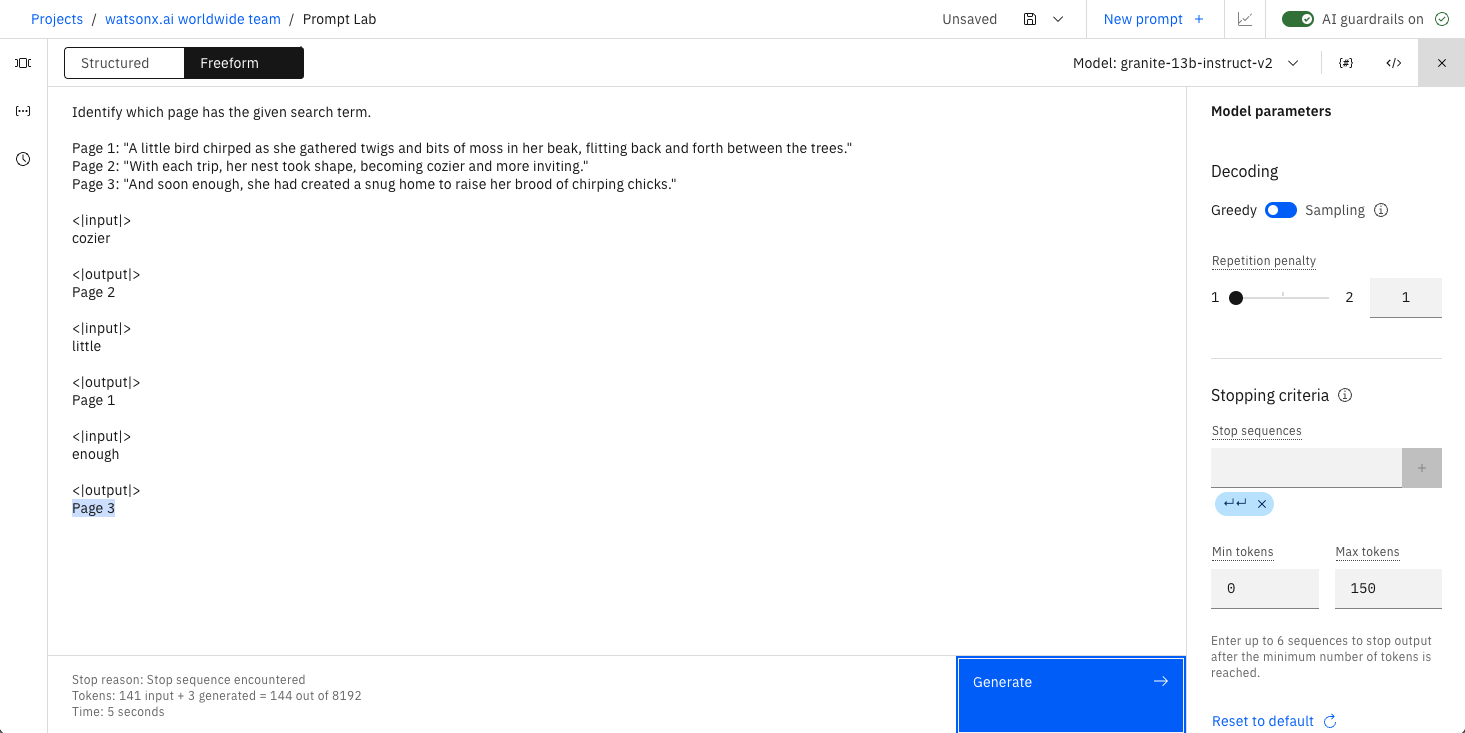 Projects / watsonx.ai worldwide team / Prompt Lab
Unsaved
New prompt +
AI guardrails on
Structured
Freeform
Model: granite-13b-instruct-v2
{#}
</>
Identify which page has the given search term.
Page 1: "A little bird chirped as she gathered twigs and bits of moss in her beak, flitting back and forth between the trees."
Page 2: "With each trip, her nest took shape, becoming cozier and more inviting."
Page 3: "And soon enough, she had created a snug home to raise her brood of chirping chicks."
<|input|>
cozier
<|output|>
Page 2
<|input|>
little
<|output|>
Page 1
<|input|>
enough
<|output|>
Page 3
Stop reason: Stop sequence encountered
Tokens: 141 input + 3 generated = 144 out of 8192
Time: 5 seconds
Generate
Model parameters
Decoding
Greedy
Sampling
Repetition penalty
1
2
1
Stopping criteria
Stop sequences
+
↵↵ ×
Min tokens
Max tokens
0
150
Enter up to 6 sequences to stop output
after the minimum number of tokens is
reached.
Reset to default